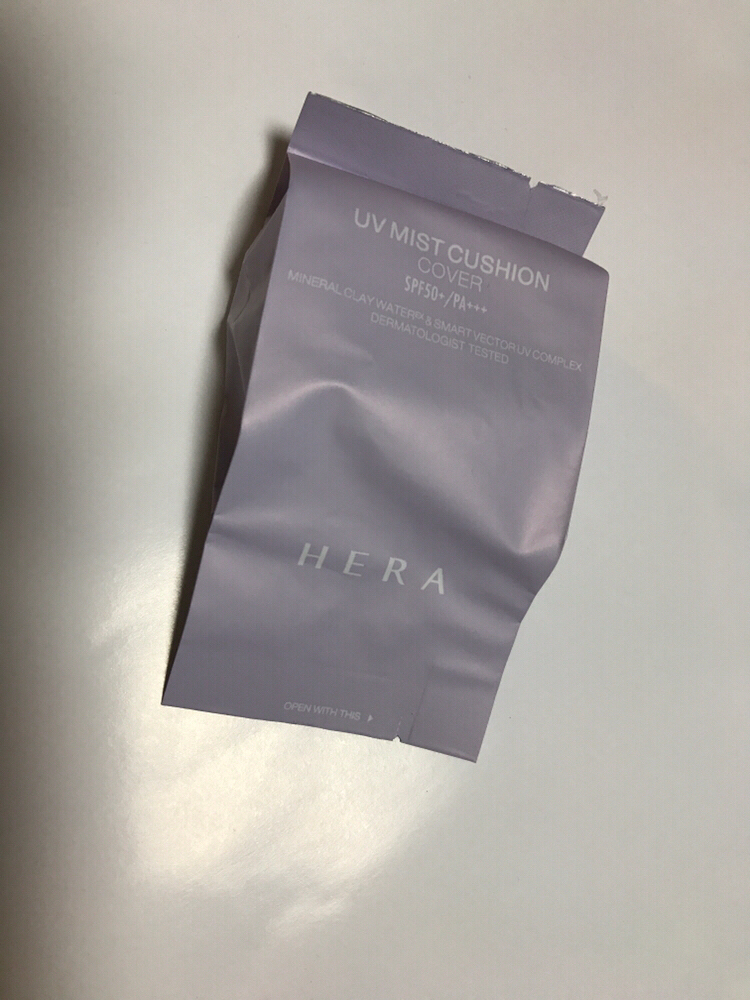 UV MIST CUSHION
COVER
SPF50+/PA+++
MINERAL CLAY WATER™ & SMART VECTOR UV COMPLEX
DERMATOLOGIST TESTED
HERA
OPEN WITH THIS ▶